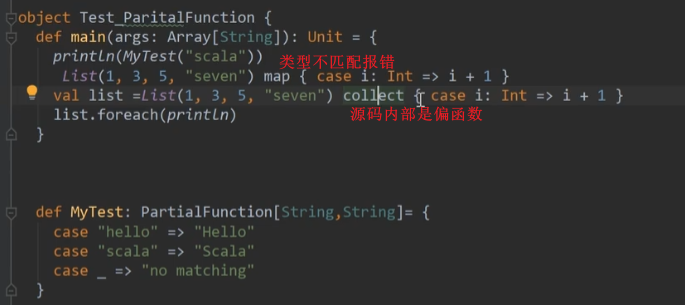 object Test_ParitalFunction {
def main(args: Array[String]): Unit = {
println(MyTest("scala"))
类型不匹配报错
List(1, 3, 5, "seven") map { case i: Int => i + 1 }
val list =List(1, 3, 5, "seven") collect { case i: Int => i + 1 }
list.foreach(println)
源码内部是偏函数
}
def MyTest: PartialFunction[String,String]= {
case "hello" => "Hello"
case "scala" => "Scala"
case _ => "no matching"
}